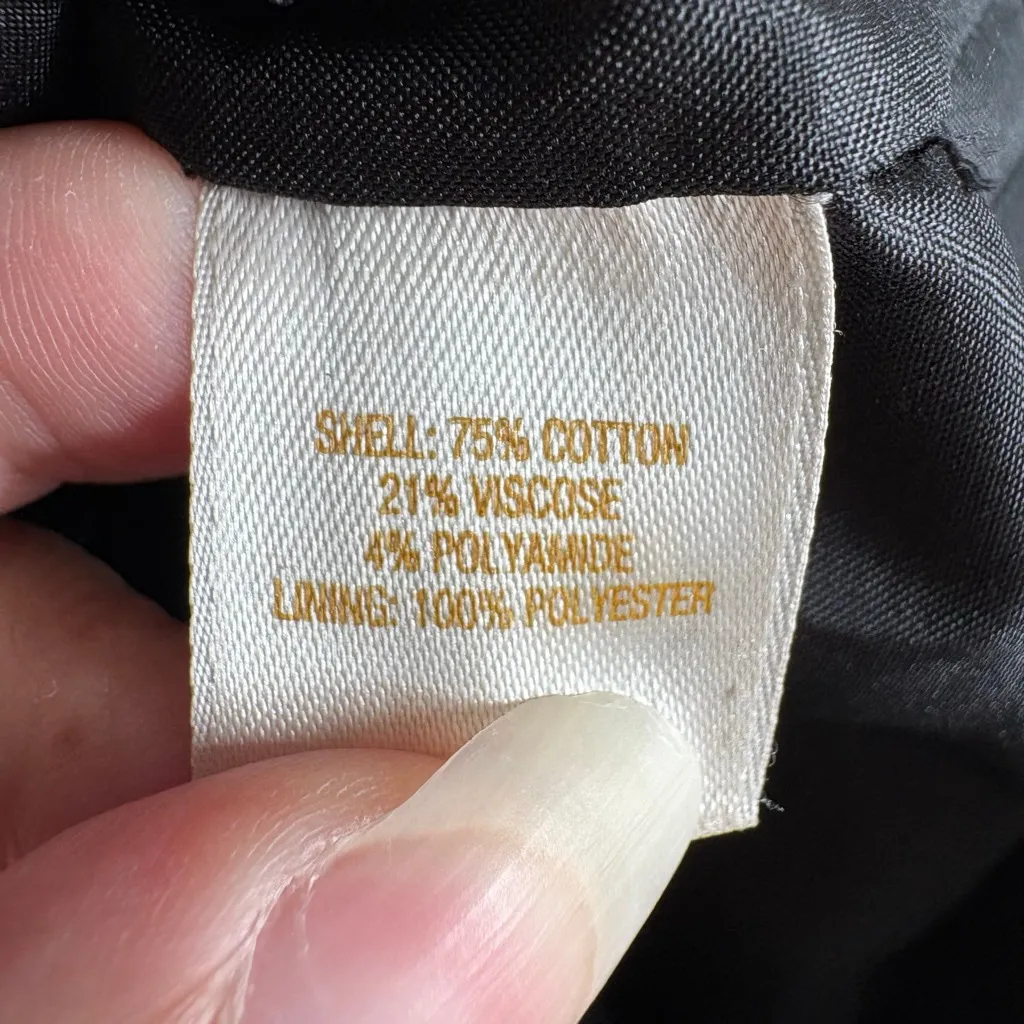 SHELL: 75% COTTON
21% VISCOSE
4% POLYAMIDE
LINING: 100% POLYESTER